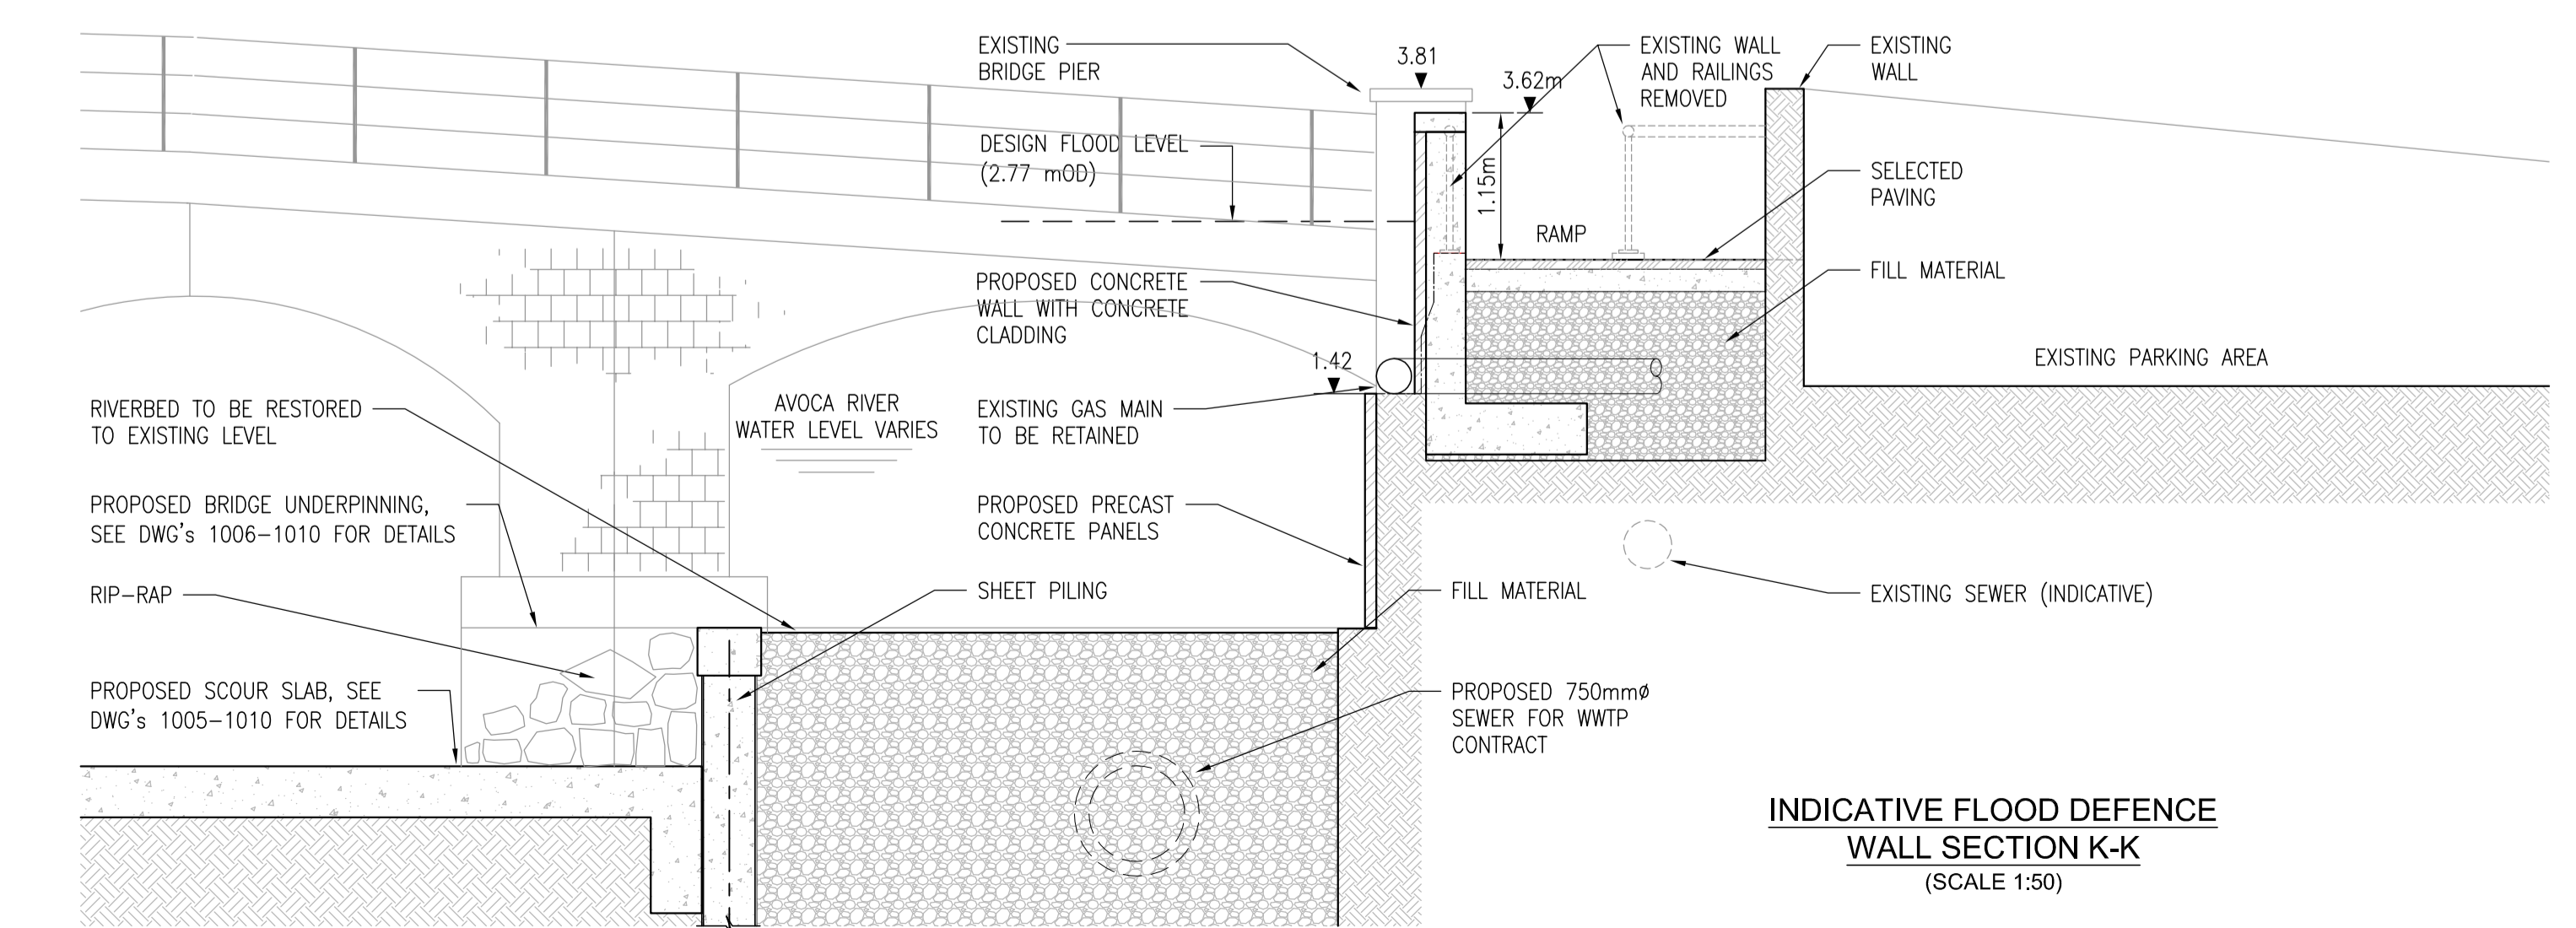 EXISTING
BRIDGE PIER
3.81
3.62m
EXISTING WALL
AND RAILINGS
REMOVED
EXISTING
WALL
DESIGN FLOOD LEVEL
(2.77 mOD)
1.15m
RAMP
SELECTED
PAVING
FILL MATERIAL
PROPOSED CONCRETE
WALL WITH CONCRETE
CLADDING
1.42
EXISTING PARKING AREA
RIVERBED TO BE RESTORED
TO EXISTING LEVEL
AVOCA RIVER
WATER LEVEL VARIES
EXISTING GAS MAIN
TO BE RETAINED
PROPOSED BRIDGE UNDERPINNING,
SEE DWG's 1006-1010 FOR DETAILS
PROPOSED PRECAST
CONCRETE PANELS
RIP-RAP
SHEET PILING
FILL MATERIAL
EXISTING SEWER (INDICATIVE)
PROPOSED SCOUR SLAB, SEE
DWG's 1005-1010 FOR DETAILS
PROPOSED 750mmø
SEWER FOR WWTP
CONTRACT
INDICATIVE FLOOD DEFENCE
WALL SECTION K-K
(SCALE 1:50)